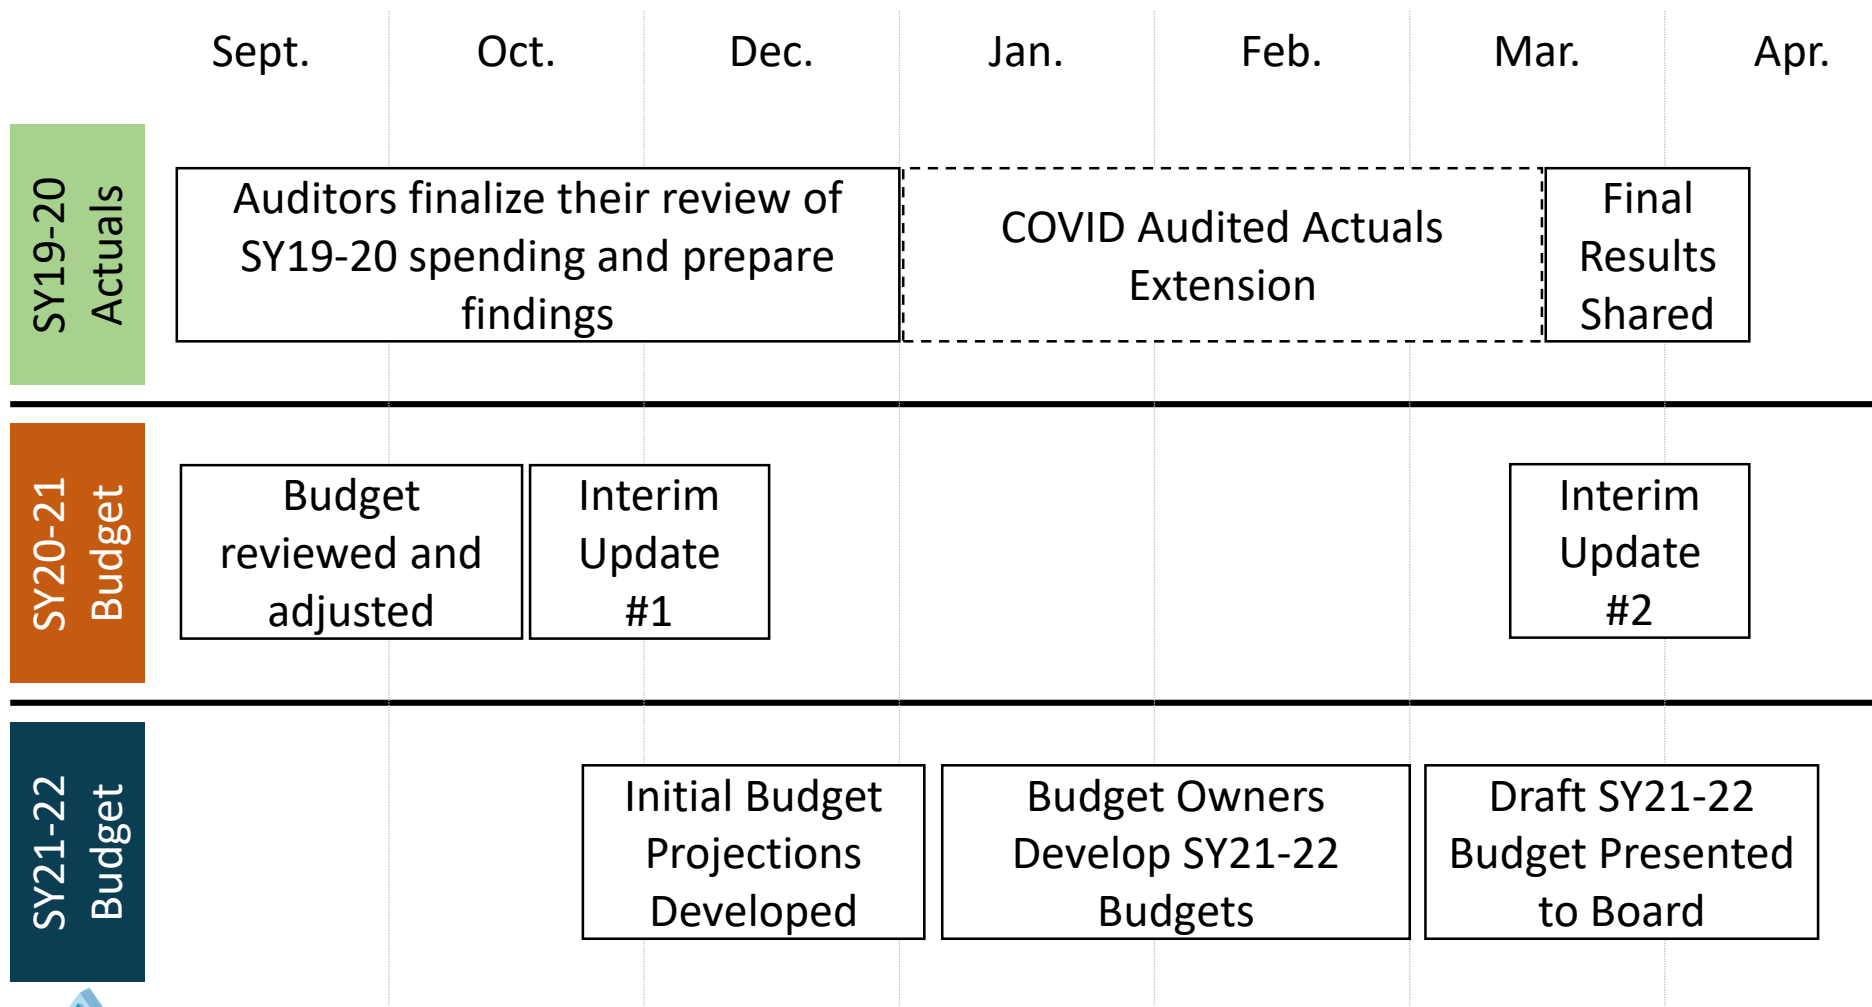 Sept. Oct. Dec. Jan. Feb. Mar. Apr.
SY19-20
Actuals
Auditors finalize their review of
SY19-20 spending and prepare
findings
COVID Audited Actuals
Extension
Final
Results
Shared
SY20-21
Budget
Budget
reviewed and
adjusted
Interim
Update
#1
Interim
Update
#2
SY21-22
Budget
Initial Budget
Projections
Developed
Budget Owners
Develop SY21-22
Budgets
Draft SY21-22
Budget Presented
to Board